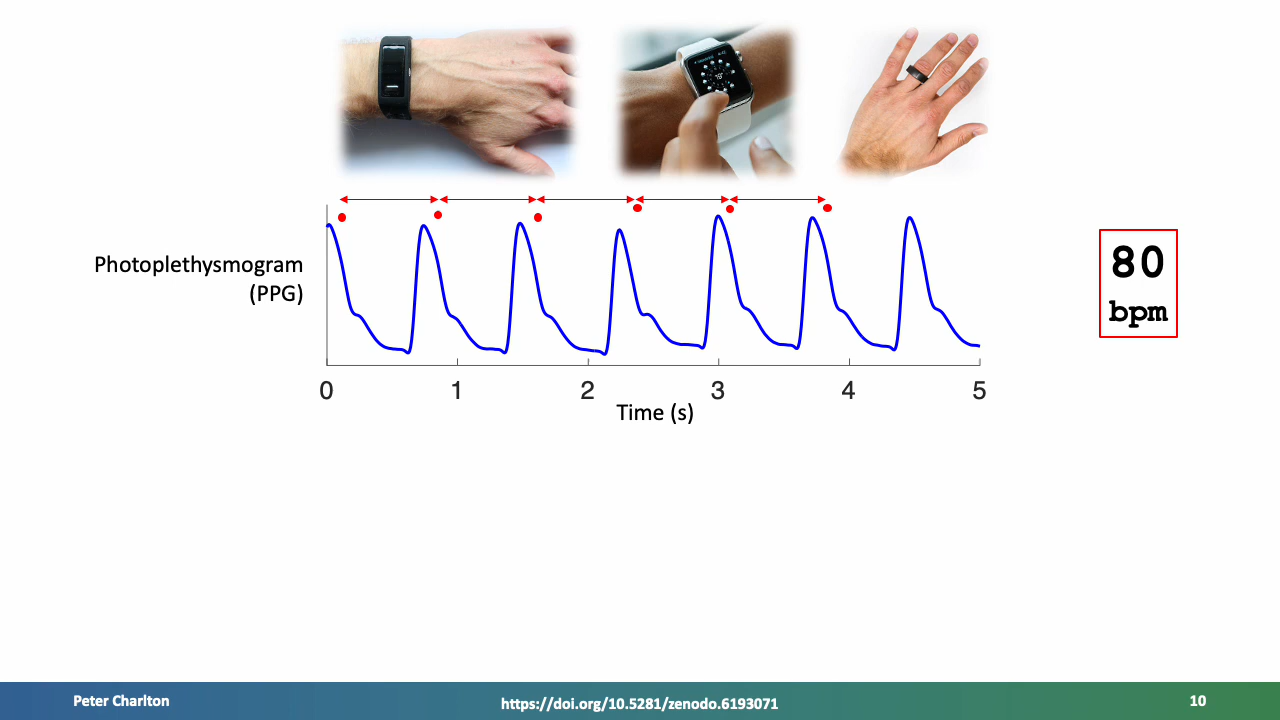 Photoplethysmogram
(PPG)
80
bpm
0 1 2 3 4 5
Time (s)
Peter Charlton
https://doi.org/10.5281/zenodo.6193071
10